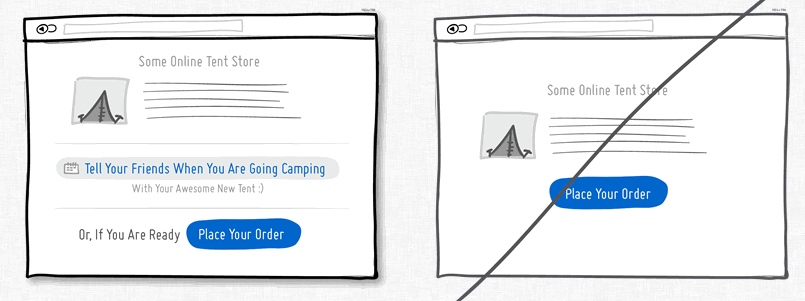 Some Online Tent Store
Tell Your Friends When You Are Going Camping
With Your Awesome New Tent :)
Or, If You Are Ready
Place Your Order
Some Online Tent Store
Place Your Order